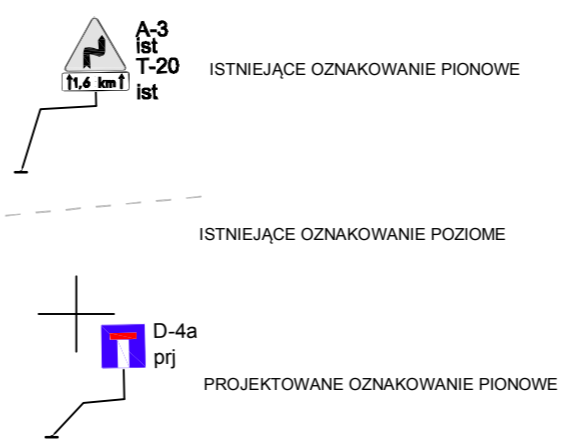 A-3
ist
T-20
ist
1,6 km
ISTNIEJĄCE OZNAKOWANIE PIONOWE
ISTNIEJĄCE OZNAKOWANIE POZIOME
D-4a
prj
PROJEKTOWANE OZNAKOWANIE PIONOWE